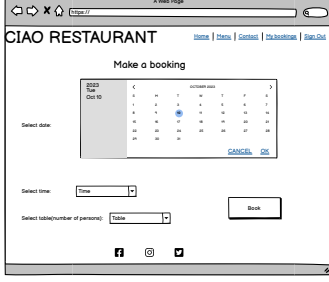 A Web Page
https://
CIAO RESTAURANT
Home | Menu | Contact | My bookings | Sign Out
Make a booking
2023
Tue
Oct 10
OCTOBER 2023
S M T W T F S
1 2 3 4 5 6 7
8 9 10 11 12 13 14
15 16 17 18 19 20 21
22 23 24 25 26 27 28
29 30 31
CANCEL OK
Select date:
Select time:
Time
Book
Select table(number of persons):
Table